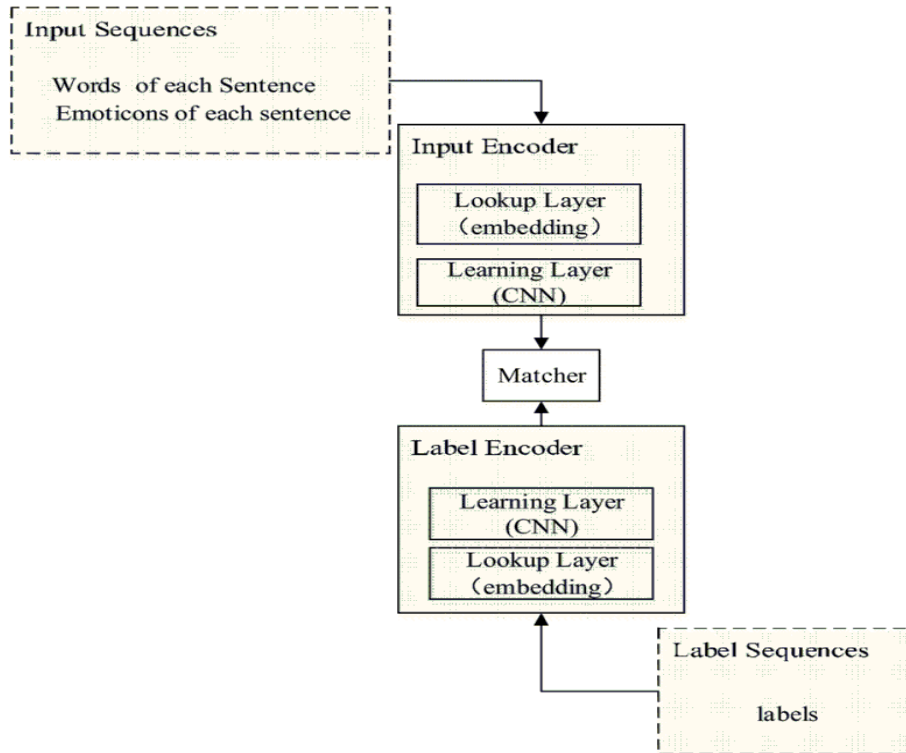 Input Sequences
Words of each Sentence
Emoticons of each sentence
Input Encoder
Lookup Layer
（embedding）
Learning Layer
(CNN)
Matcher
Label Encoder
Learning Layer
(CNN)
Lookup Layer
（embedding）
Label Sequences
labels